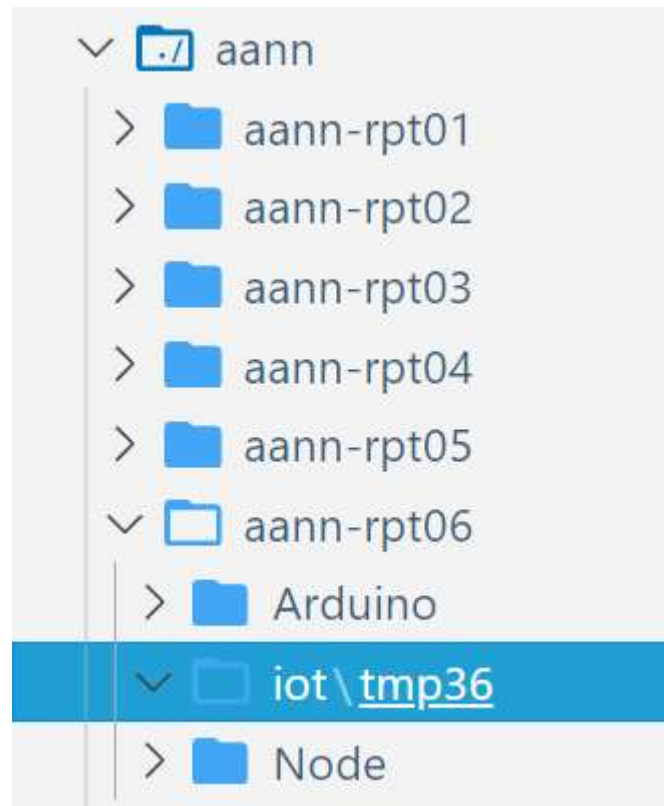 ./ aann
aann-rpt01
aann-rpt02
aann-rpt03
aann-rpt04
aann-rpt05
aann-rpt06
Arduino
iot\tmp36
Node